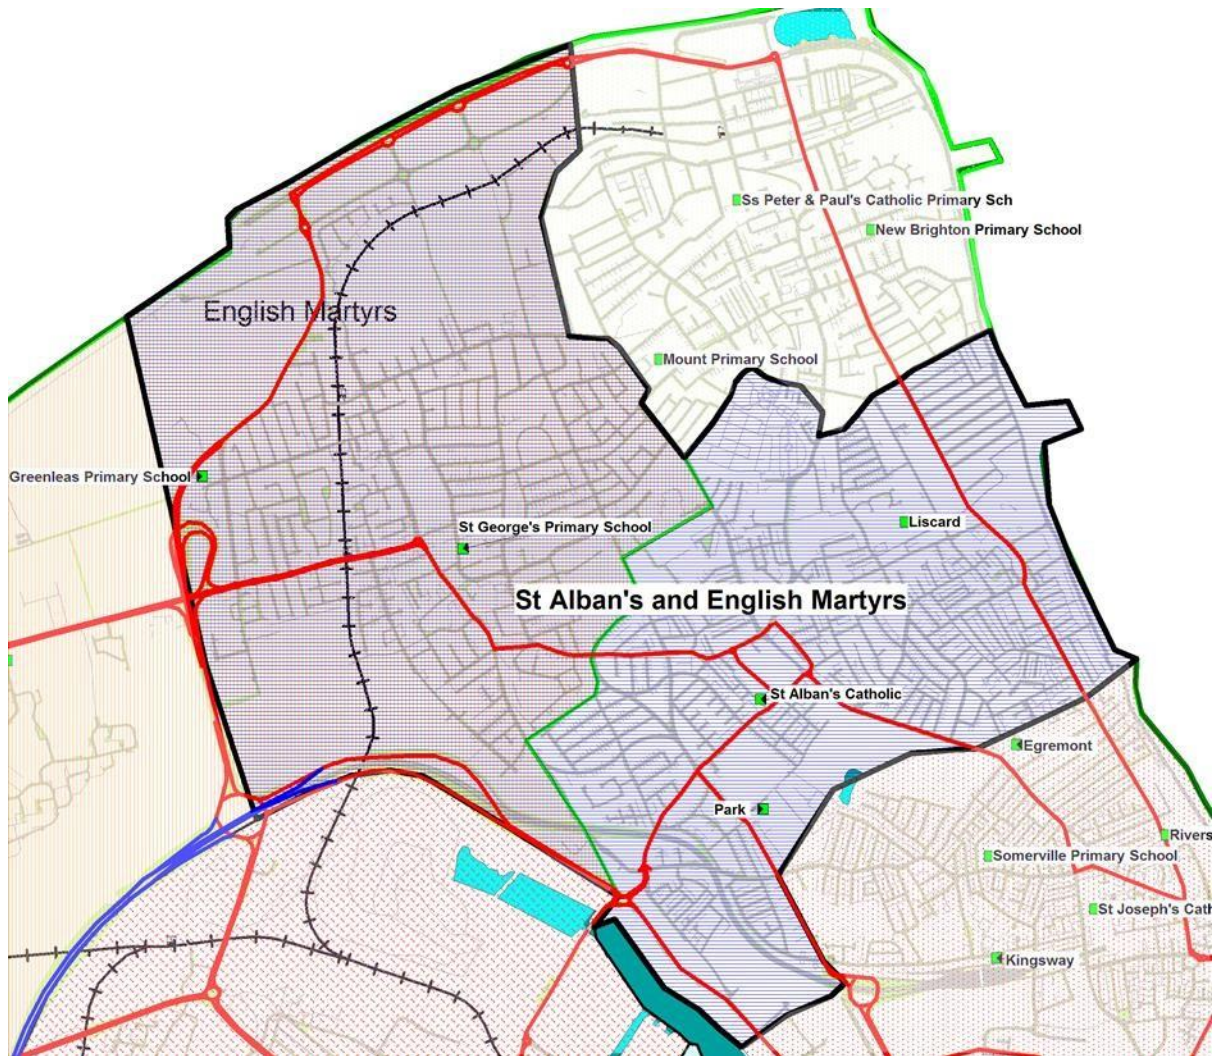 Ss Peter & Paul's Catholic Primary Sch
New Brighton Primary School
English Martyrs
Mount Primary School
Greenleas Primary School
Liscard
St George's Primary School
St Alban's and English Martyrs
St Alban's Catholic
Egremont
Park
Rivers
Somerville Primary School
St Joseph's Cath
Kingsway